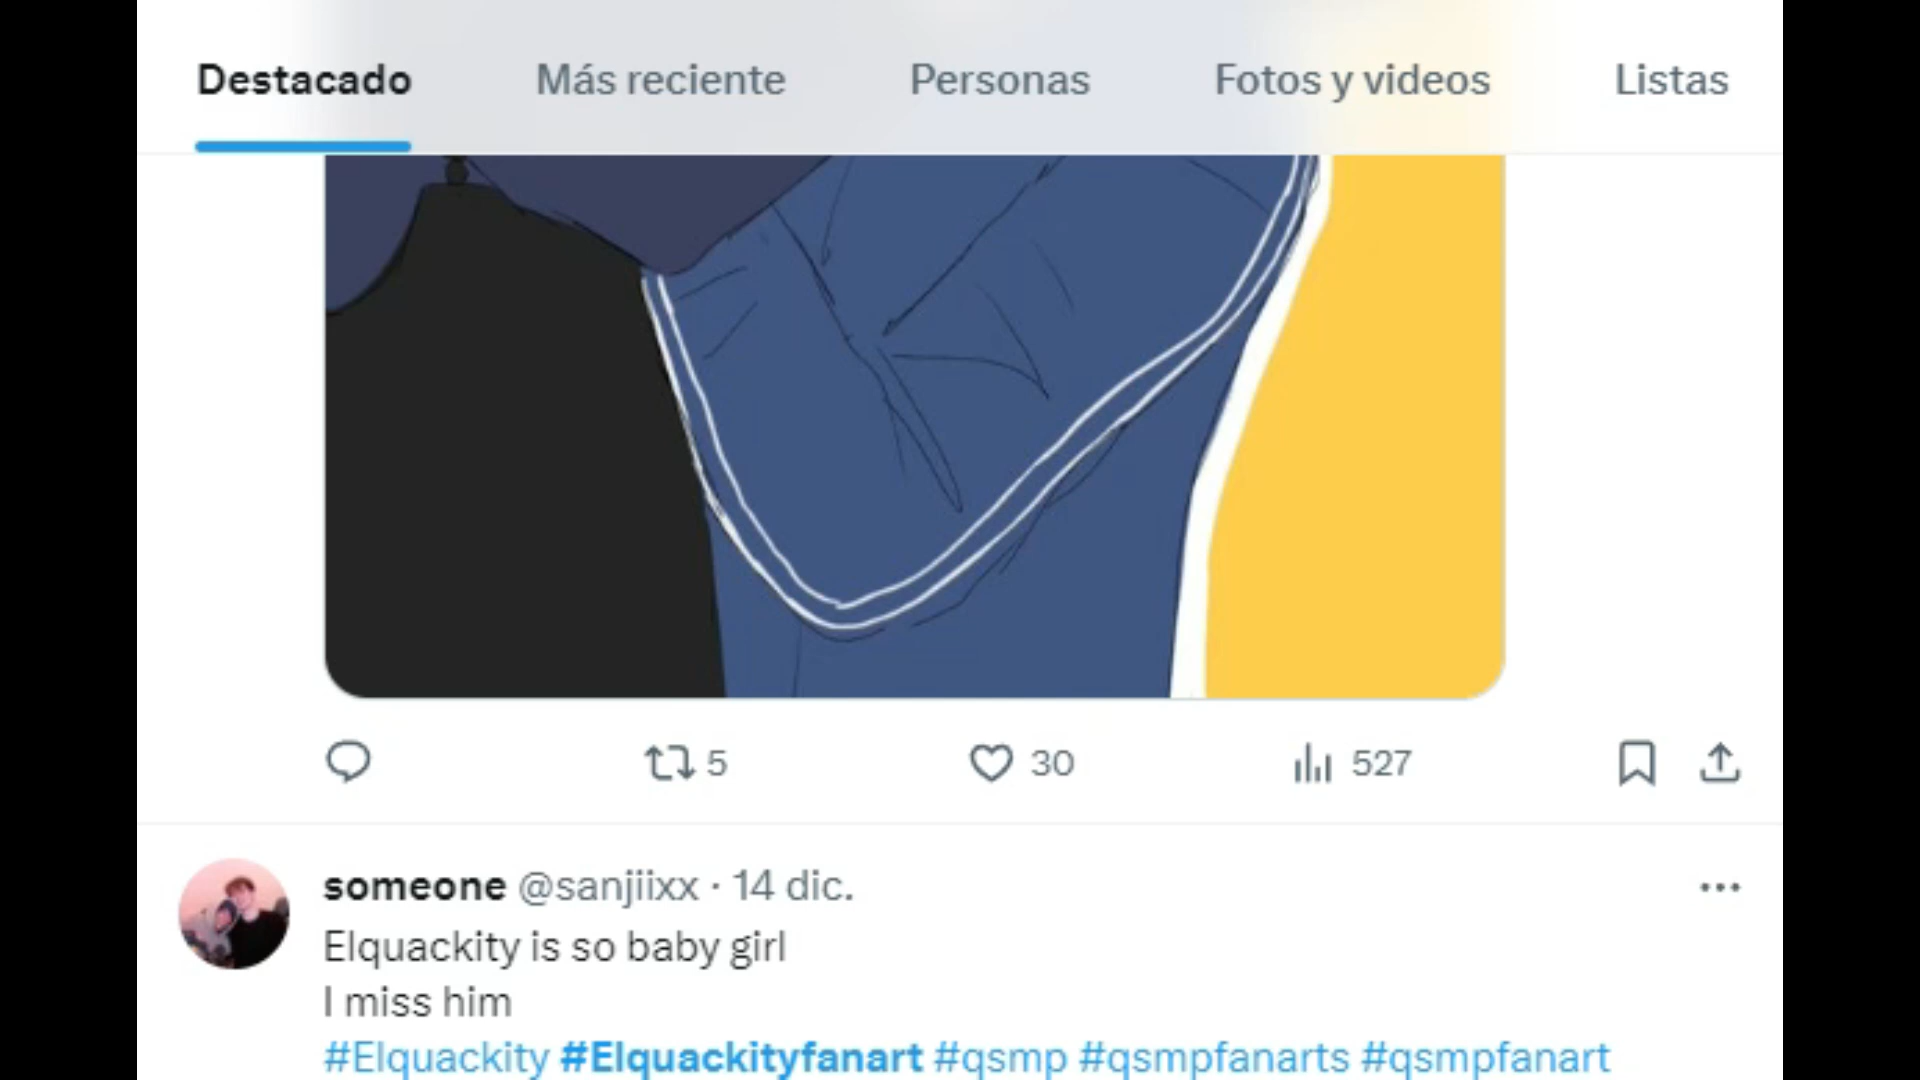 Destacado Más reciente Personas Fotos y videos Listas
5 30 527
someone @sanjiixx · 14 dic.
Elquackity is so baby girl
I miss him
#Elquackity #Elquackityfanart #qsmp #qsmpfanarts #qsmpfanart